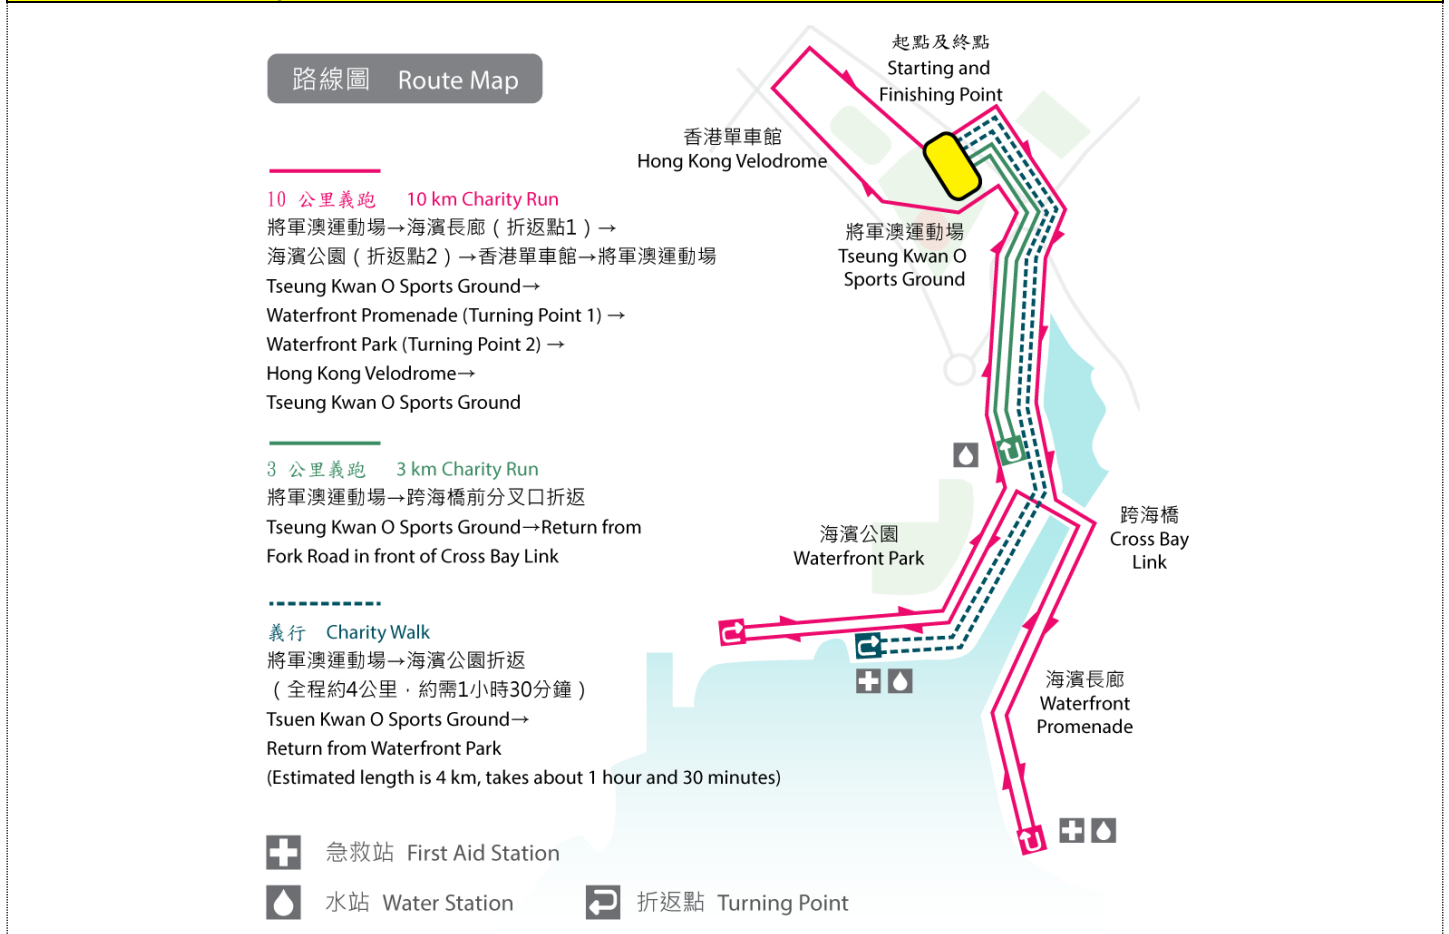 路線圖 Route Map
10 公里義跑 10 km Charity Run
將軍澳運動場→海濱長廊（折返點1）→
海濱公園（折返點2）→香港單車館→將軍澳運動場
Tseung Kwan O Sports Ground→
Waterfront Promenade (Turning Point 1) →
Waterfront Park (Turning Point 2) →
Hong Kong Velodrome→
Tseung Kwan O Sports Ground
3 公里義跑 3 km Charity Run
將軍澳運動場→跨海橋前分叉口折返
Tseung Kwan O Sports Ground→Return from
Fork Road in front of Cross Bay Link
義行 Charity Walk
將軍澳運動場→海濱公園折返
（全程約4公里，約需1小時30分鐘）
Tsuen Kwan O Sports Ground→
Return from Waterfront Park
(Estimated length is 4 km, takes about 1 hour and 30 minutes)
急救站 First Aid Station
水站 Water Station
折返點 Turning Point
起點及終點
Starting and
Finishing Point
香港單車館
Hong Kong Velodrome
將軍澳運動場
Tseung Kwan O
Sports Ground
海濱公園
Waterfront Park
跨海橋
Cross Bay
Link
海濱長廊
Waterfront
Promenade